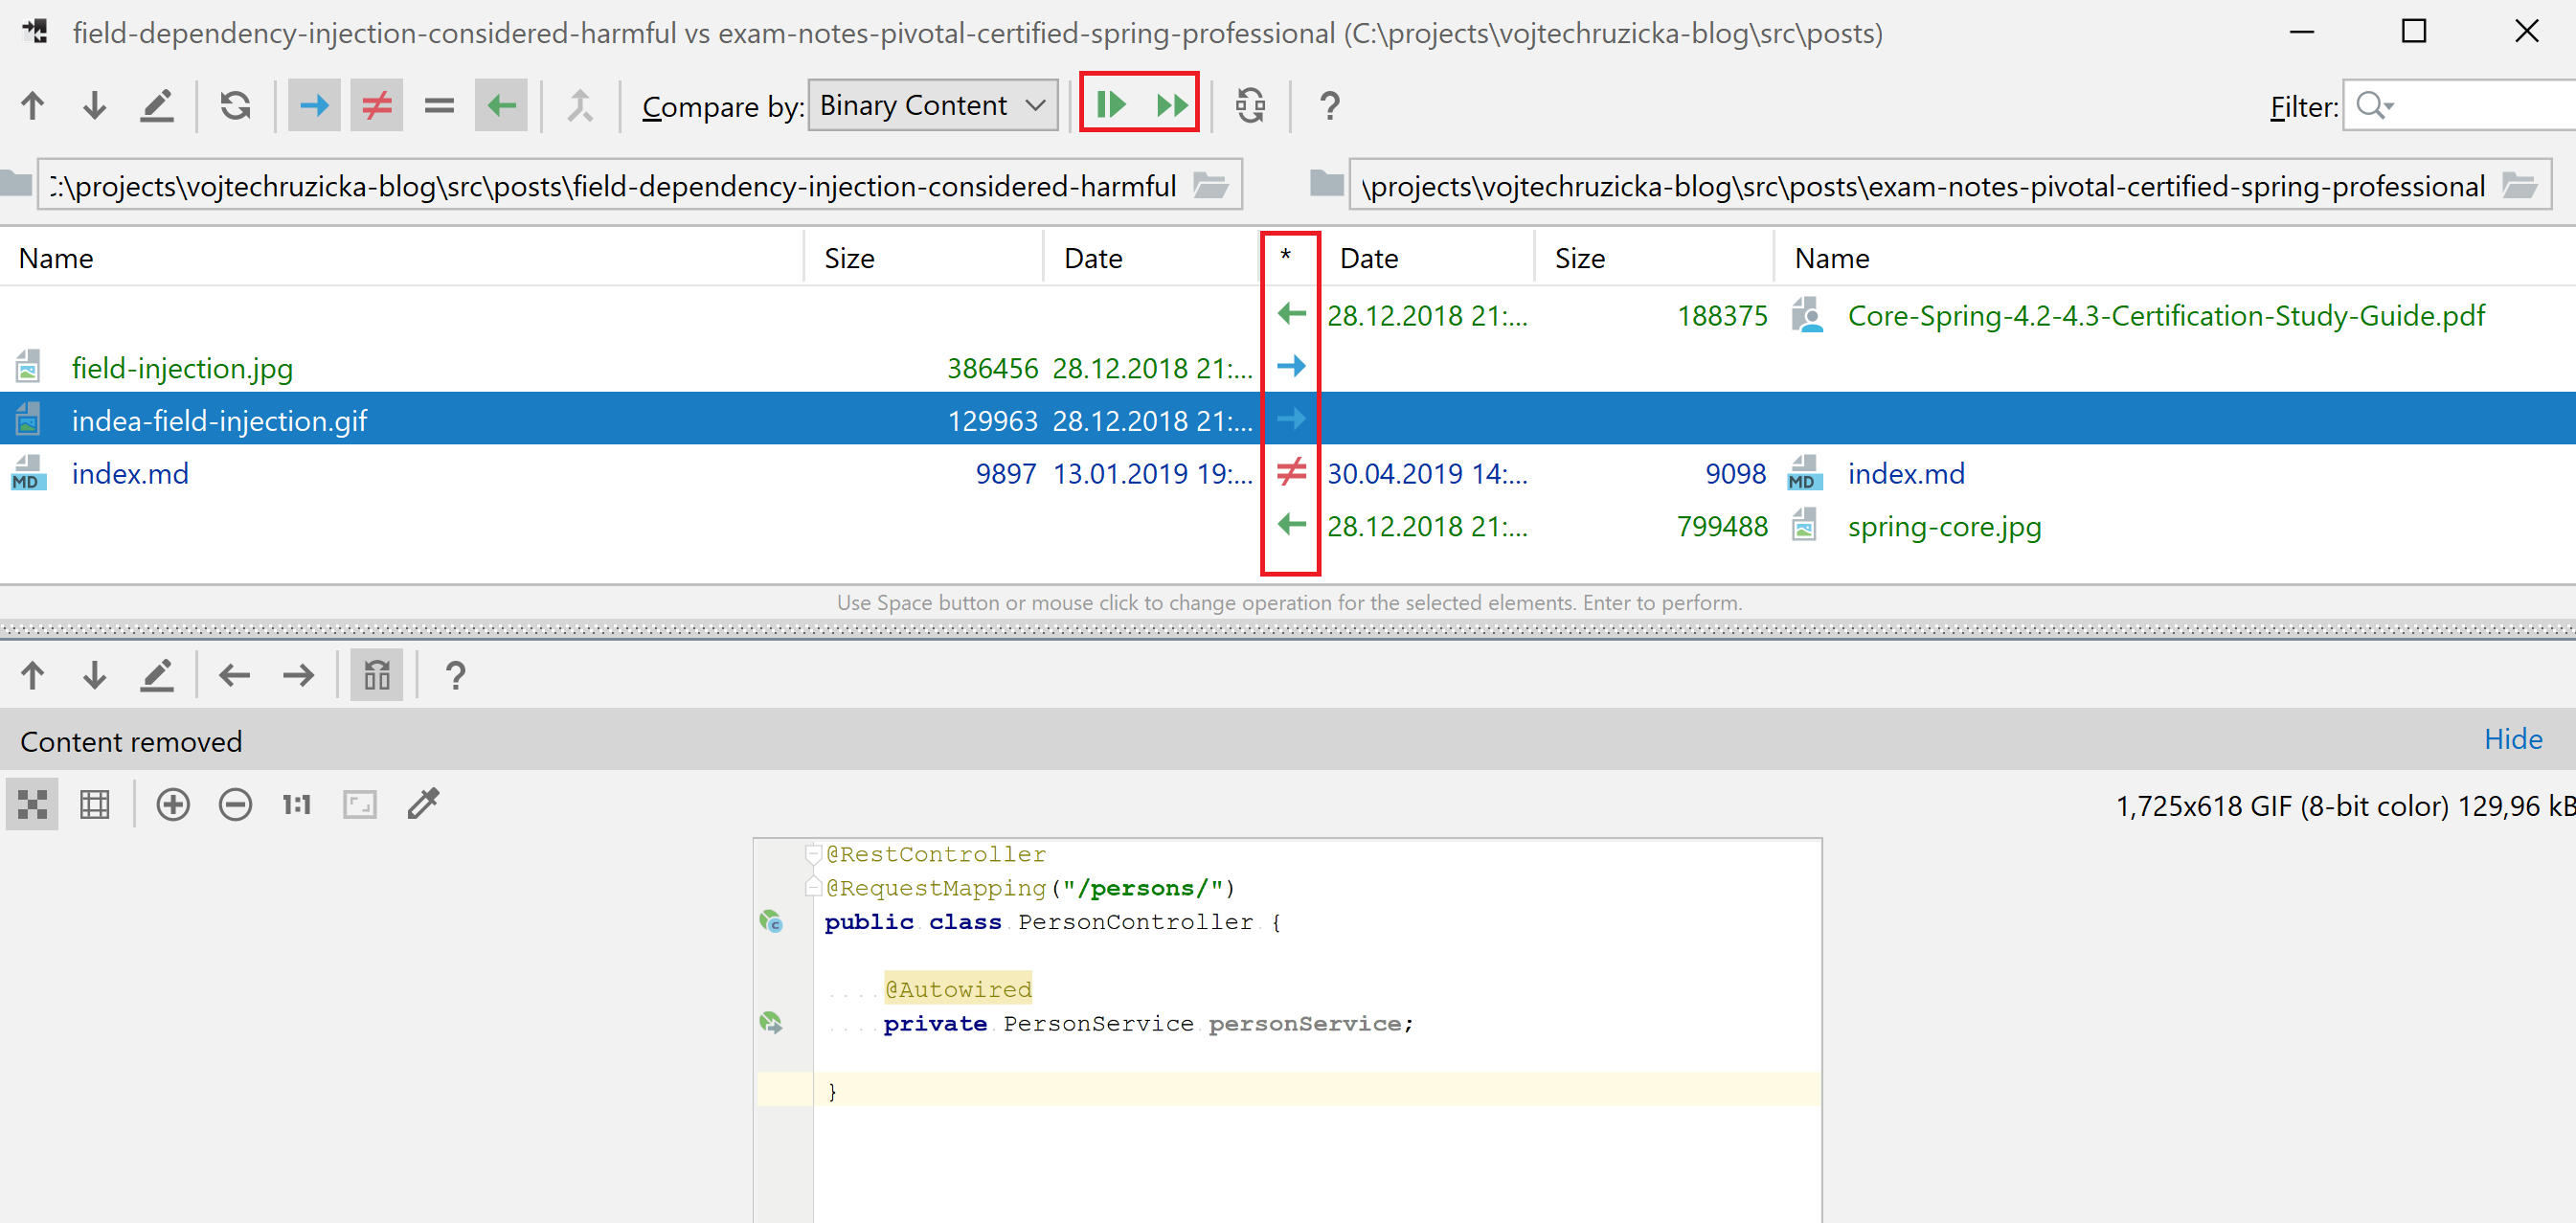 field-dependency-injection-considered-harmful vs exam-notes-pivotal-certified-spring-professional (C:\projects\vojtechruzicka-blog\src\posts)
Compare by: Binary Content ? Filter:
:\projects\vojtechruzicka-blog\src\posts\field-dependency-injection-considered-harmful \projects\vojtechruzicka-blog\src\posts\exam-notes-pivotal-certified-spring-professional
Name Size Date * Date Size Name
28.12.2018 21:... 188375 Core-Spring-4.2-4.3-Certification-Study-Guide.pdf
field-injection.jpg 386456 28.12.2018 21:...
indea-field-injection.gif 129963 28.12.2018 21:...
MD index.md 9897 13.01.2019 19:... ≠ 30.04.2019 14:... 9098 MD index.md
28.12.2018 21:... 799488 spring-core.jpg
Use Space button or mouse click to change operation for the selected elements. Enter to perform.
?
Content removed Hide
1:1 1,725x618 GIF (8-bit color) 129,96 kB
@RestController
@RequestMapping("/persons/")
public class PersonController {
@Autowired
private PersonService personService;
}